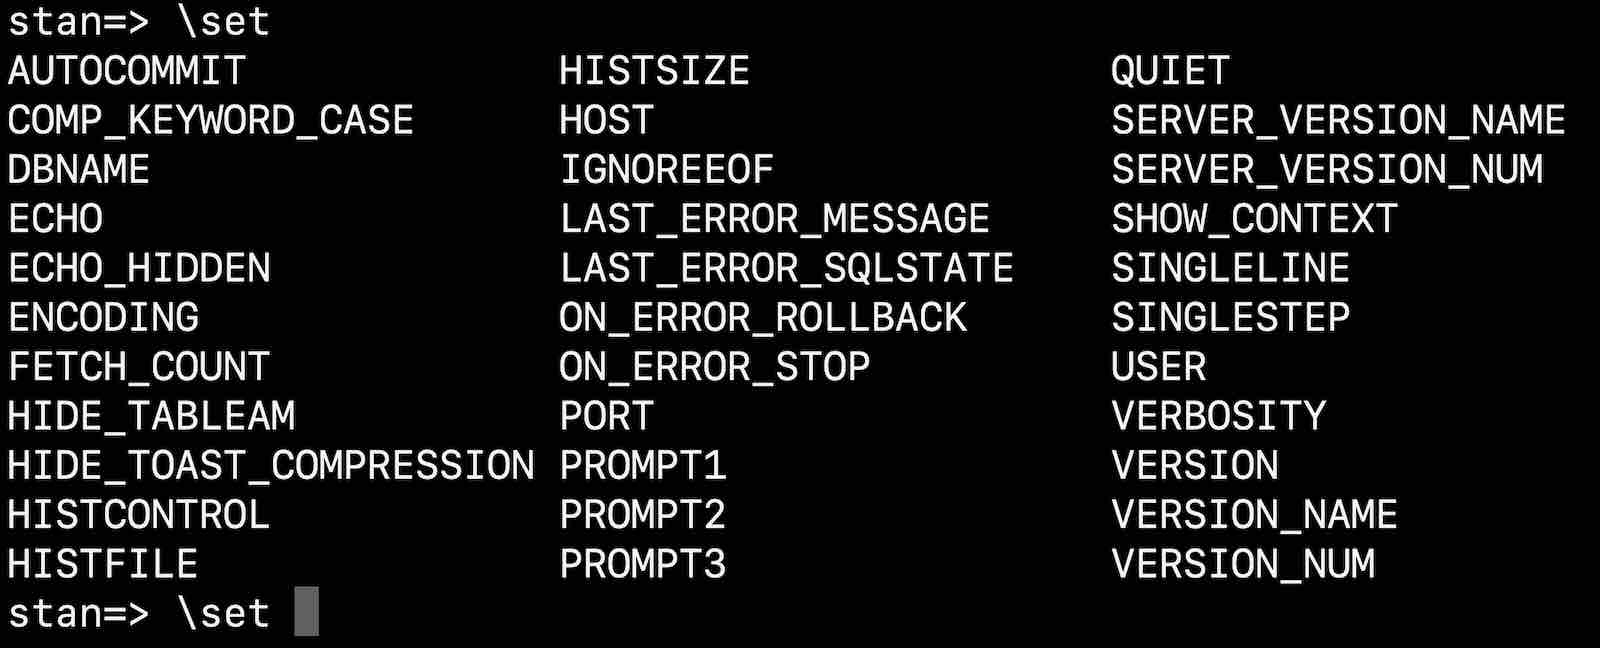 stan=> \set
AUTOCOMMIT HISTSIZE QUIET
COMP_KEYWORD_CASE HOST SERVER_VERSION_NAME
DBNAME IGNOREEOF SERVER_VERSION_NUM
ECHO LAST_ERROR_MESSAGE SHOW_CONTEXT
ECHO_HIDDEN LAST_ERROR_SQLSTATE SINGLELINE
ENCODING ON_ERROR_ROLLBACK SINGLESTEP
FETCH_COUNT ON_ERROR_STOP USER
HIDE_TABLEAM PORT VERBOSITY
HIDE_TOAST_COMPRESSION PROMPT1 VERSION
HISTCONTROL PROMPT2 VERSION_NAME
HISTFILE PROMPT3 VERSION_NUM
stan=> \set